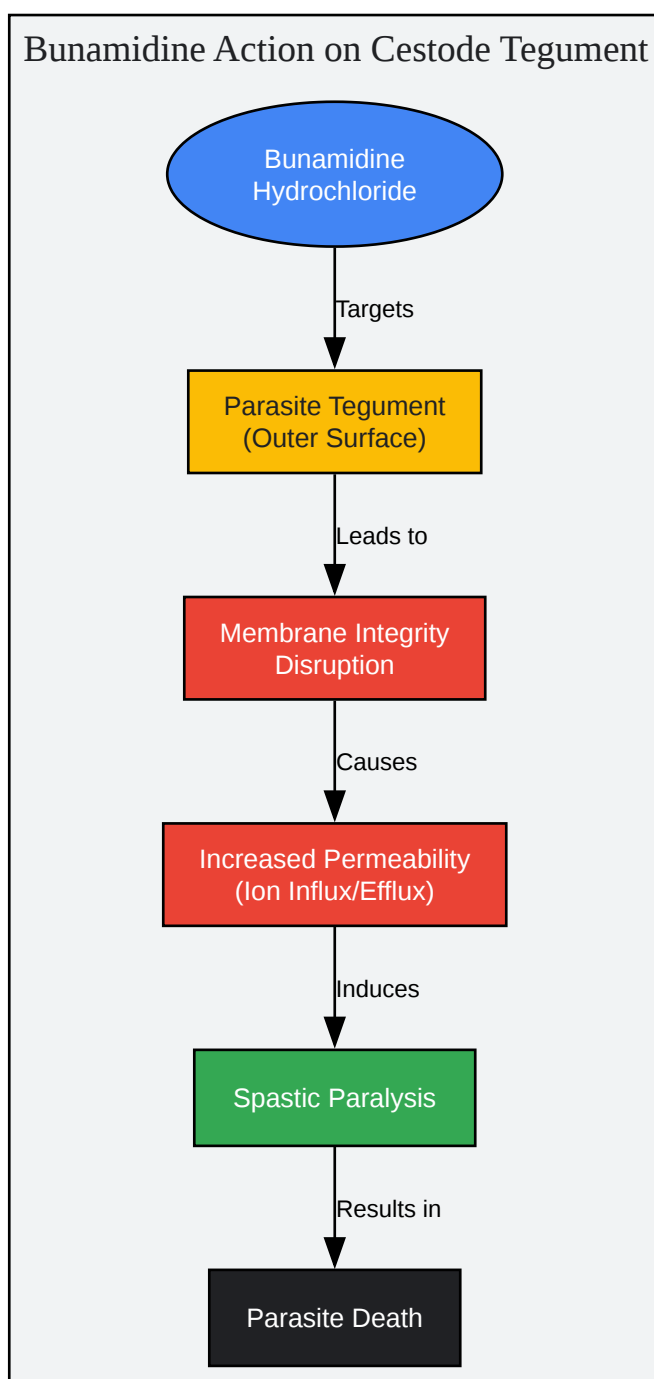 Bunamidine Action on Cestode Tegument
Bunamidine
Hydrochloride
Targets
Parasite Tegument
(Outer Surface)
Leads to
Membrane Integrity
Disruption
Causes
Increased Permeability
(Ion Influx/Efflux)
Induces
Spastic Paralysis
Results in
Parasite Death